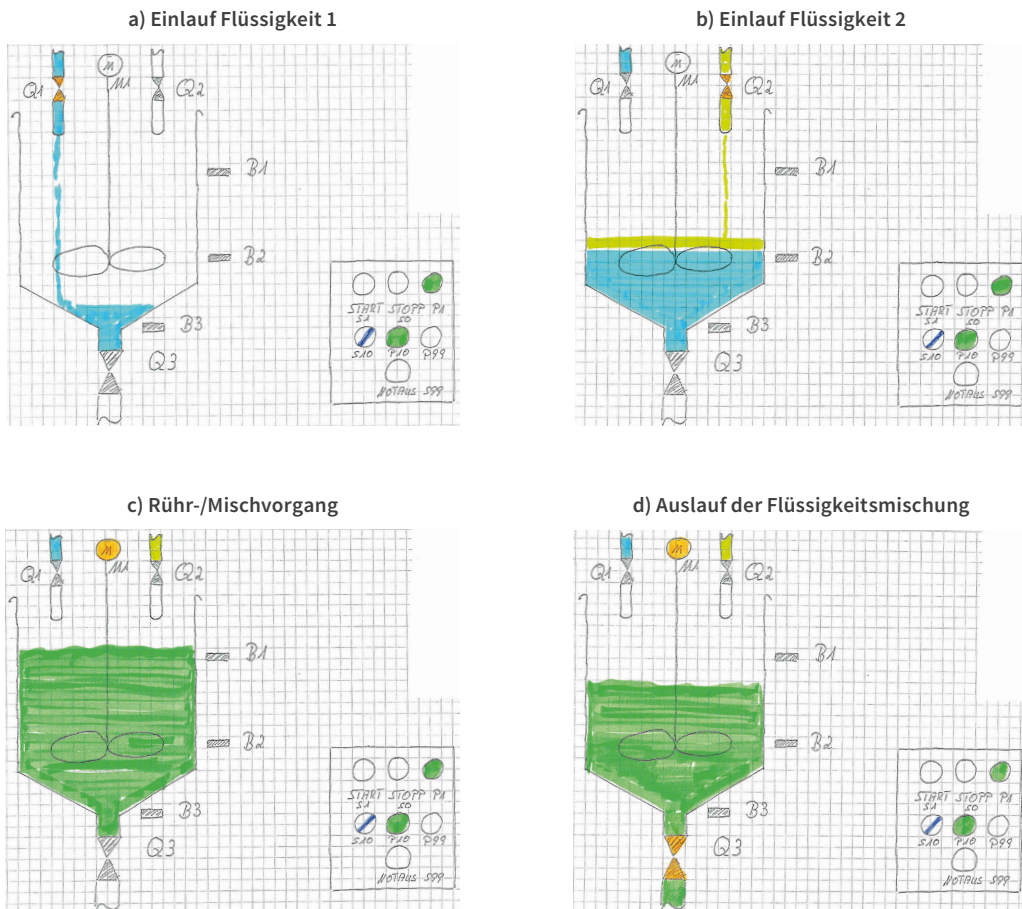 a) Einlauf Flüssigkeit 1
M
M1
Q1
Q2
B1
B2
B3
Q3
START STOPP P1
S1 S0
S10 P10 P99
NOTAUS S99
b) Einlauf Flüssigkeit 2
M
M1
Q1
Q2
B1
B2
B3
Q3
START STOPP P1
S1 S0
S10 P10 P99
NOTAUS S99
c) Rühr-/Mischvorgang
M
M1
Q1
Q2
B1
B2
B3
Q3
START STOPP P1
S1 S0
S10 P10 P99
NOTAUS S99
d) Auslauf der Flüssigkeitsmischung
M
M1
Q1
Q2
B1
B2
B3
Q3
START STOPP P1
S1 S0
S10 P10 P99
NOTAUS S99